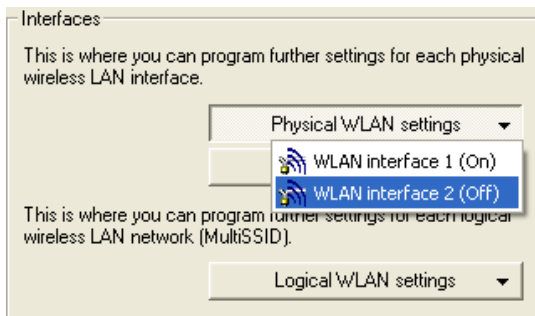 Interfaces
This is where you can program further settings for each physical
wireless LAN interface.
Physical WLAN settings
WLAN interface 1 (On)
WLAN interface 2 (Off)
This is where you can program further settings for each logical
wireless LAN network (MultiSSID).
Logical WLAN settings